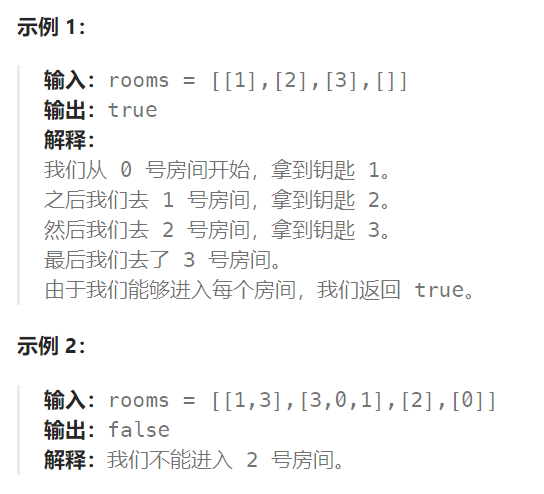 示例 1：
输入：rooms = [[1],[2],[3],[]]
输出：true
解释：
我们从 0 号房间开始，拿到钥匙 1。
之后我们去 1 号房间，拿到钥匙 2。
然后我们去 2 号房间，拿到钥匙 3。
最后我们去了 3 号房间。
由于我们能够进入每个房间，我们返回 true。
示例 2：
输入：rooms = [[1,3],[3,0,1],[2],[0]]
输出：false
解释：我们不能进入 2 号房间。